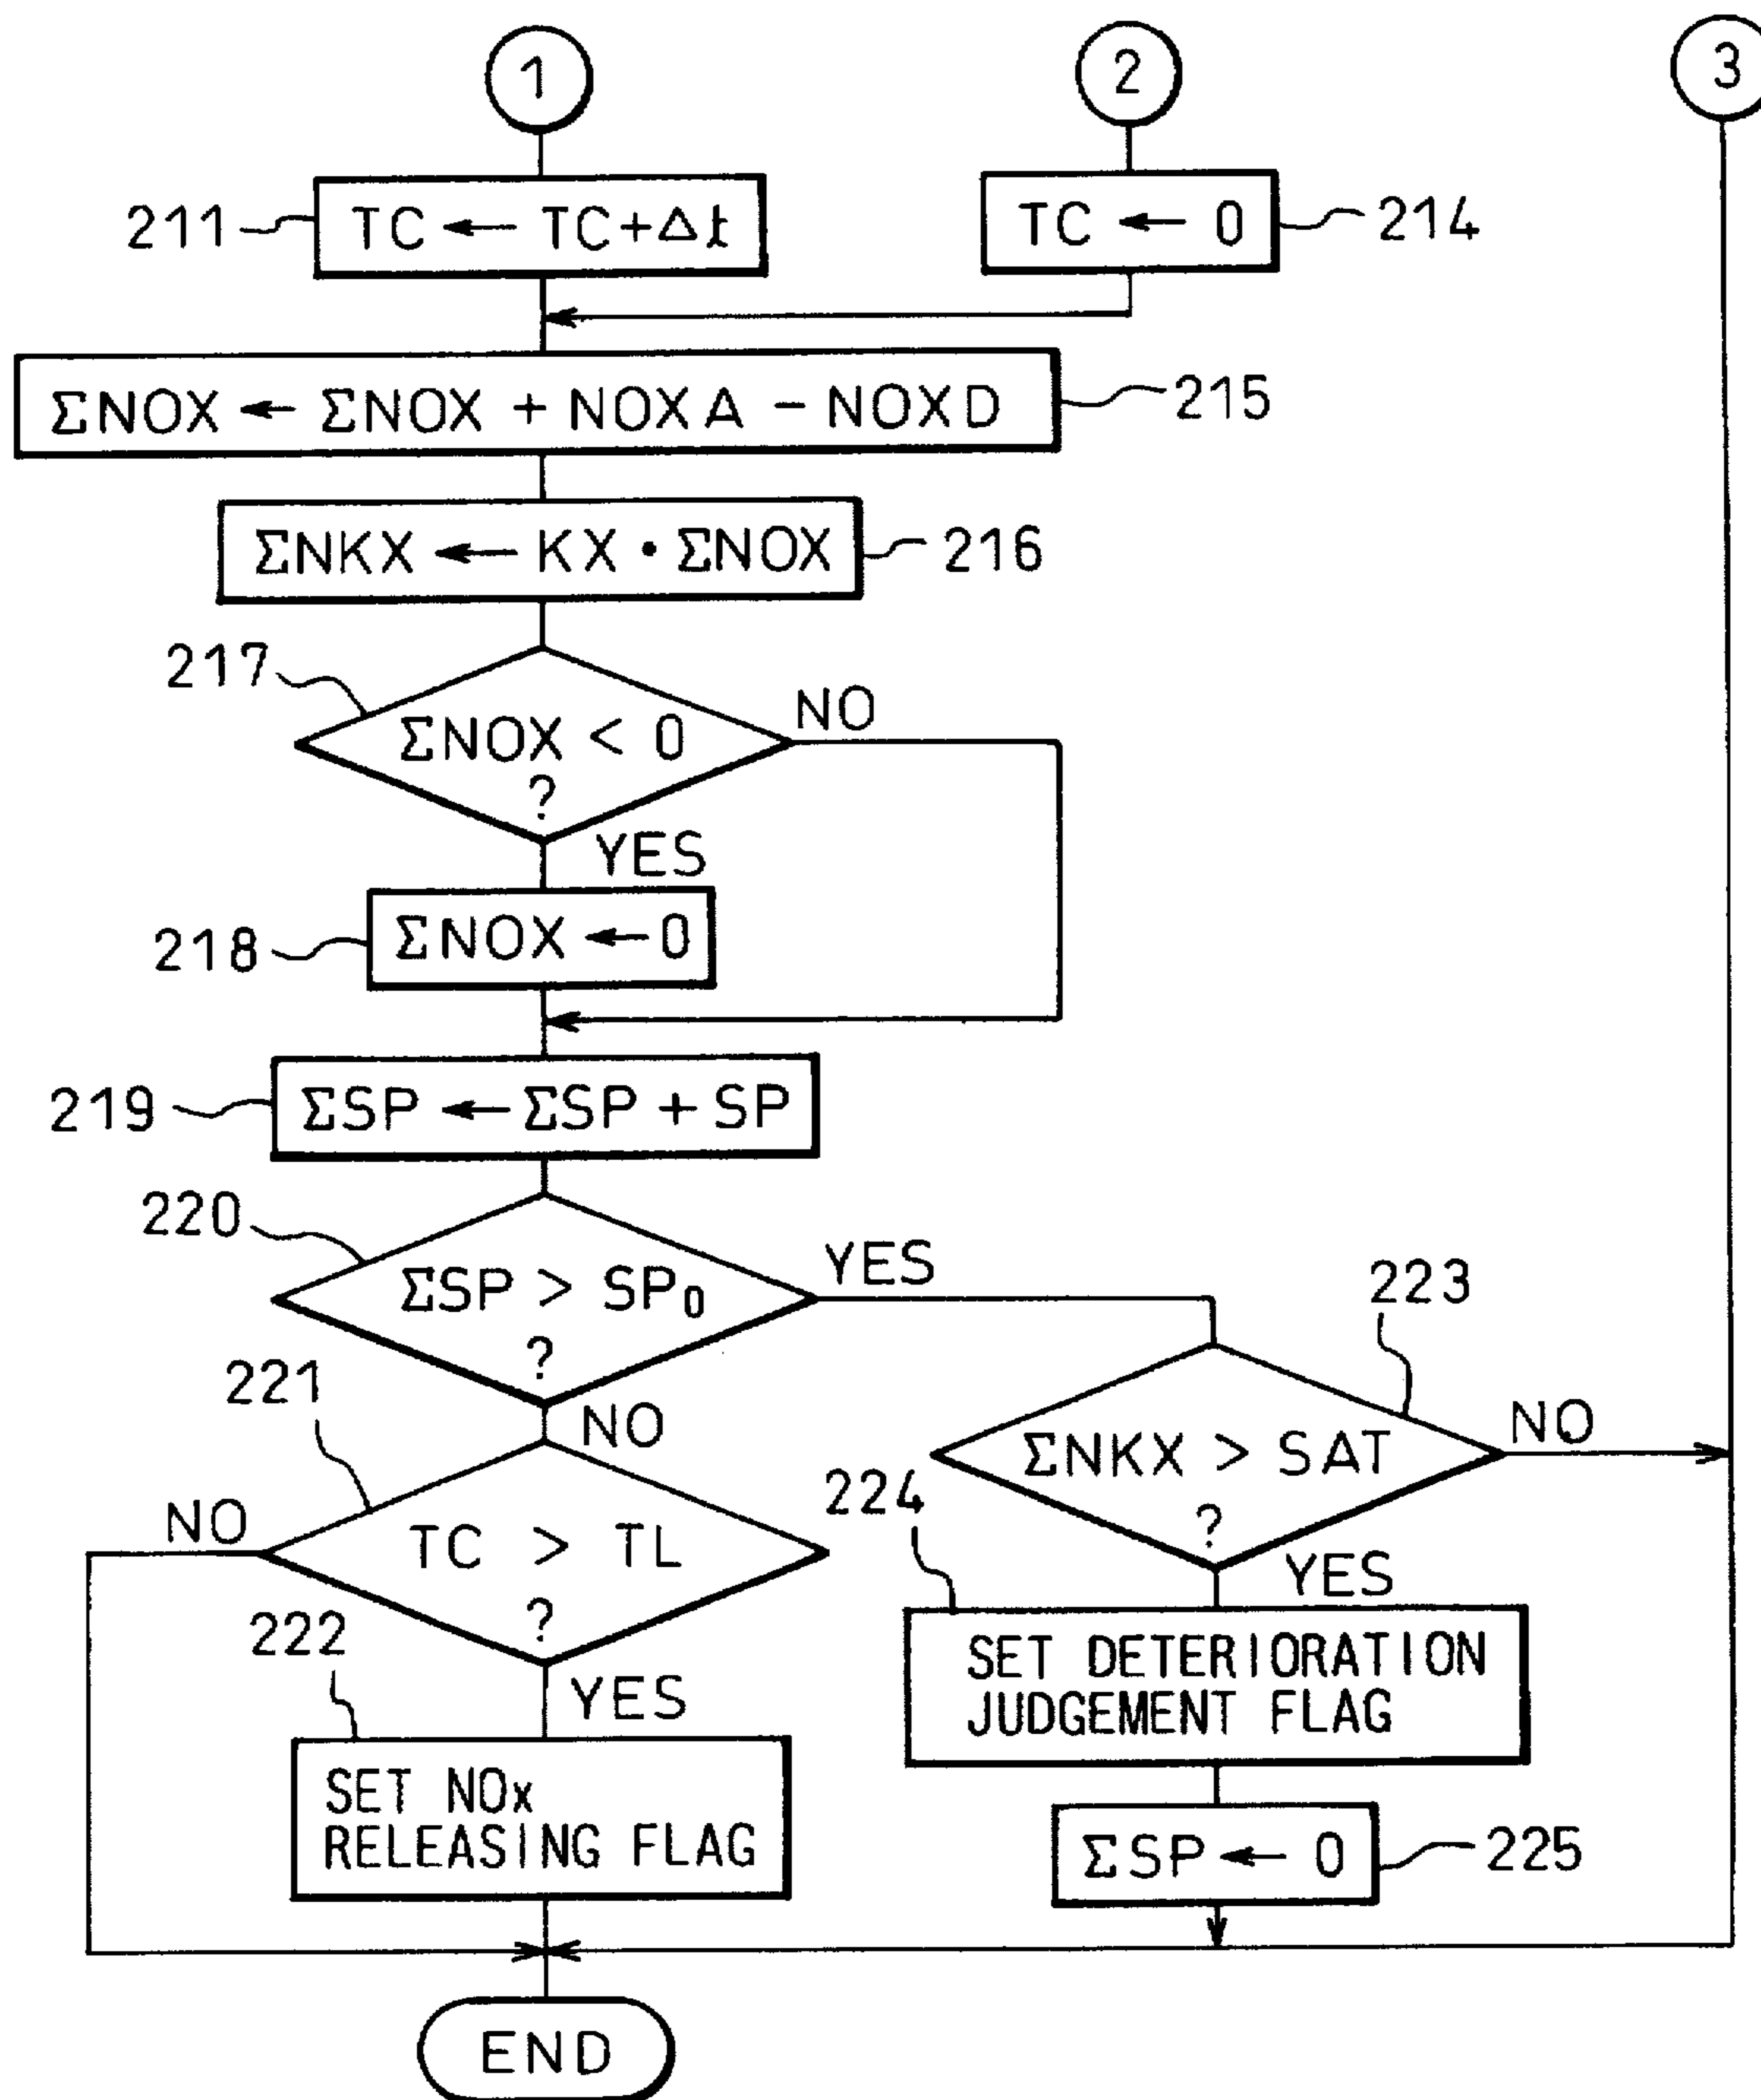 1
2
3
211
TC ← TC+Δt
TC ← 0
214
ΣNOX ← ΣNOX + NOXA − NOXD
215
ΣNKX ← KX · ΣNOX
216
217
ΣNOX < 0
?
NO
YES
218
ΣNOX ← 0
219
ΣSP ← ΣSP + SP
220
ΣSP > SP₀
?
YES
NO
223
ΣNKX > SAT
?
NO
YES
221
TC > TL
?
NO
YES
224
SET DETERIORATION
JUDGEMENT FLAG
222
SET NOx
RELEASING FLAG
ΣSP ← 0
225
END